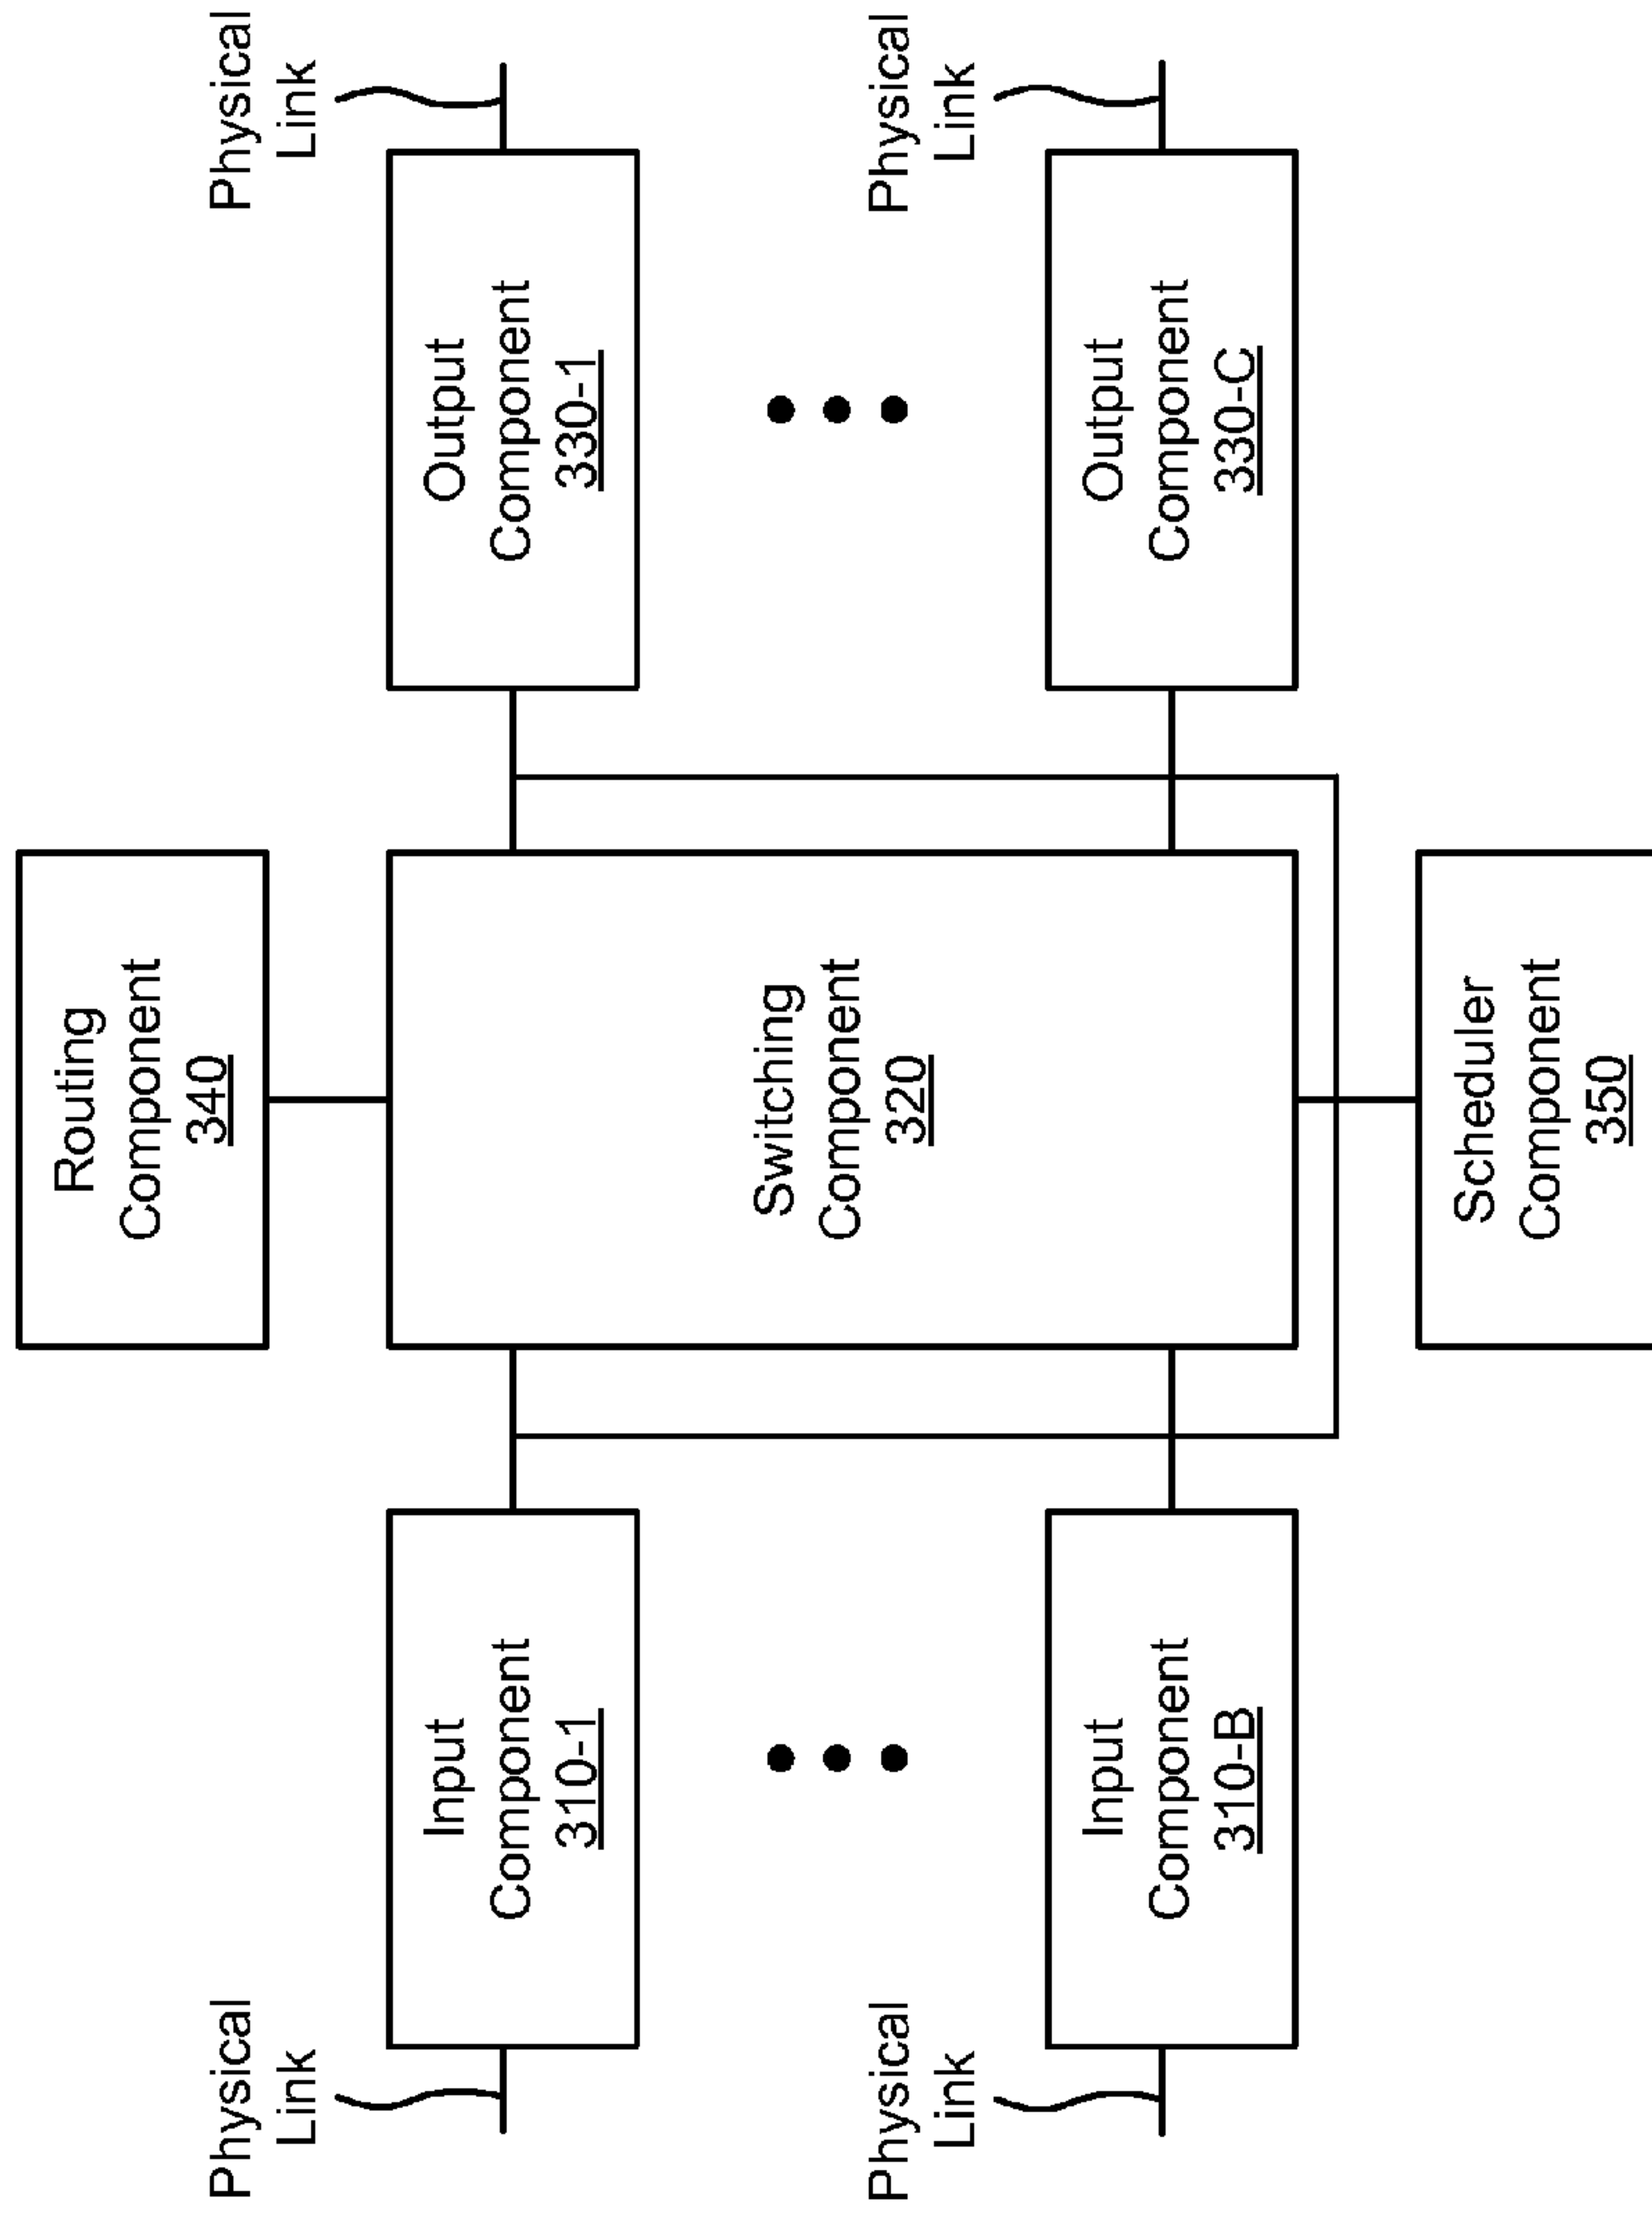 Routing
Component
340
Physical
Link
Input
Component
310-1
Switching
Component
320
Output
Component
330-1
Physical
Link
Physical
Link
Input
Component
310-B
Output
Component
330-C
Physical
Link
Scheduler
Component
350